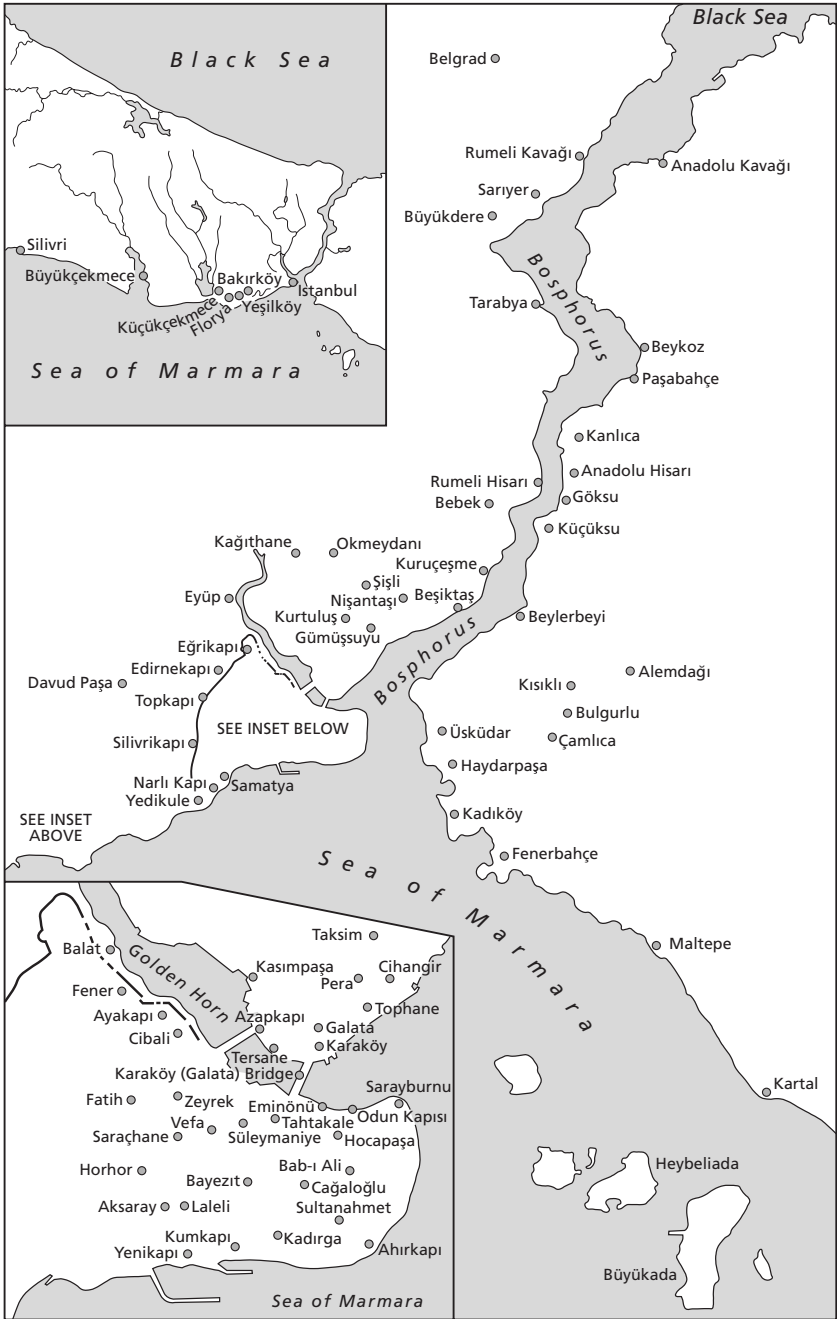 Black Sea
Silivri
Büyükçekmece
Bakırköy
Istanbul
Küçükçekmece
Florya
Yeşilköy
Sea of Marmara
Black Sea
Belgrad
Rumeli Kavağı
Anadolu Kavağı
Sarıyer
Büyükdere
Bosphorus
Tarabya
Beykoz
Paşabahçe
Kanlıca
Rumeli Hisarı
Anadolu Hisarı
Bebek
Göksu
Küçüksu
Kağıthane
Okmeydanı
Kuruçeşme
Şişli
Eyüp
Nişantaşı
Beşiktaş
Kurtuluş
Gümüşsuyu
Beylerbeyi
Bosphorus
Eğrikapı
Edirnekapı
Davud Paşa
Topkapı
Alemdağı
Kısıklı
Bulgurlu
SEE INSET BELOW
Üsküdar
Çamlıca
Silivrikapı
Haydarpaşa
Narlı Kapı
Samatya
Yedikule
Kadıköy
SEE INSET
ABOVE
Fenerbahçe
Sea of Marmara
Maltepe
Kartal
Heybeliada
Büyükada
Taksim
Balat
Golden Horn
Kasımpaşa
Pera
Cihangir
Fener
Tophane
Ayakapı
Azapkapı
Galata
Cibali
Karaköy
Tersane
Karaköy (Galata) Bridge
Sarayburnu
Fatih
Zeyrek
Eminönü
Odun Kapısı
Vefa
Tahtakale
Saraçhane
Süleymaniye
Hocapaşa
Horhor
Bab-ı Ali
Bayezıt
Cağaloğlu
Aksaray
Laleli
Sultanahmet
Kumkapı
Kadırga
Yenikapı
Ahırkapı
Sea of Marmara